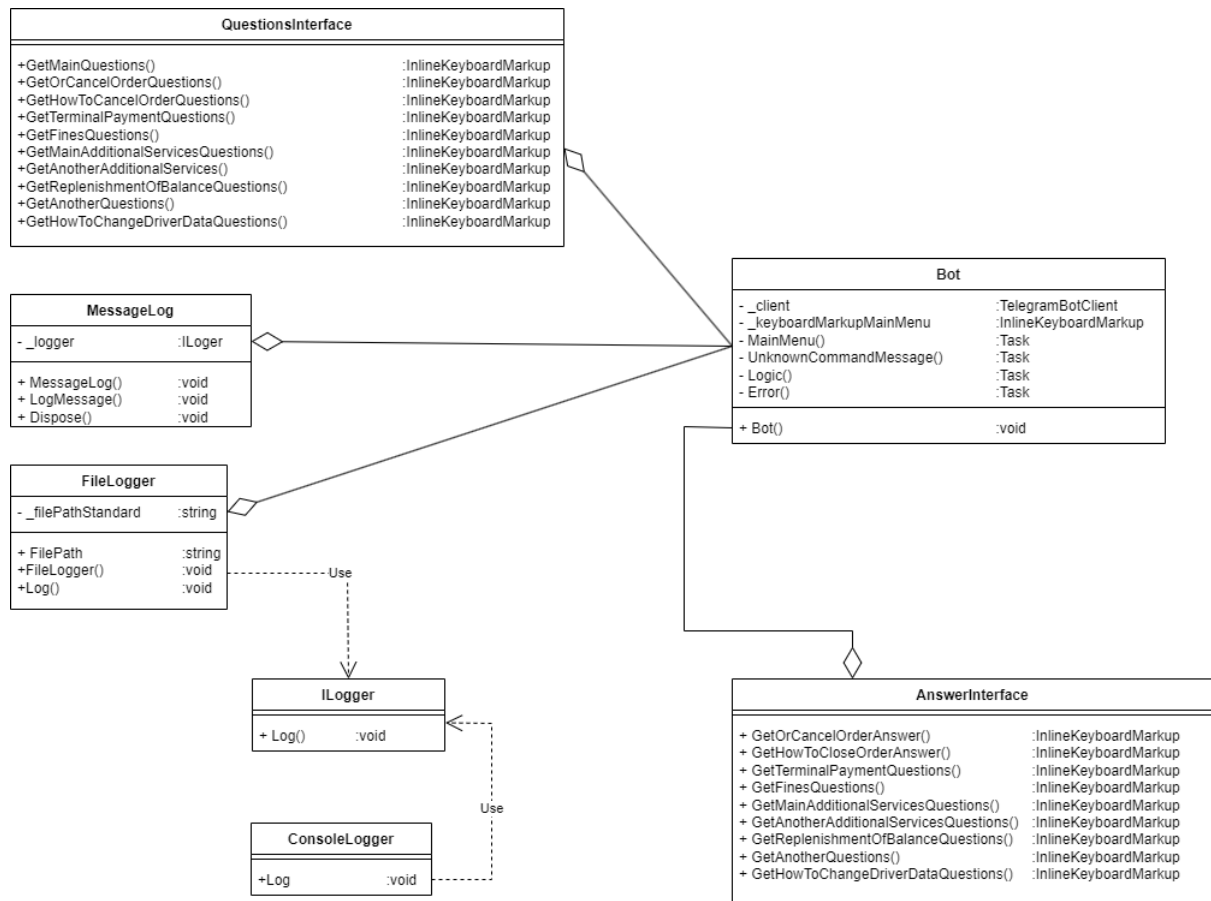 QuestionsInterface
+GetMainQuestions() :InlineKeyboardMarkup
+GetOrCancelOrderQuestions() :InlineKeyboardMarkup
+GetHowToCancelOrderQuestions() :InlineKeyboardMarkup
+GetTerminalPaymentQuestions() :InlineKeyboardMarkup
+GetFinesQuestions() :InlineKeyboardMarkup
+GetMainAdditionalServicesQuestions() :InlineKeyboardMarkup
+GetAnotherAdditionalServices() :InlineKeyboardMarkup
+GetReplenishmentOfBalanceQuestions() :InlineKeyboardMarkup
+GetAnotherQuestions() :InlineKeyboardMarkup
+GetHowToChangeDriverDataQuestions() :InlineKeyboardMarkup
MessageLog
- _logger :ILoger
+ MessageLog() :void
+ LogMessage() :void
+ Dispose() :void
Bot
- _client :TelegramBotClient
- _keyboardMarkupMainMenu :InlineKeyboardMarkup
- MainMenu() :Task
- UnknownCommandMessage() :Task
- Logic() :Task
- Error() :Task
+ Bot() :void
FileLogger
- _filePathStandard :string
+ FilePath :string
+FileLogger() :void
+Log() :void
Use
ILogger
+ Log() :void
Use
ConsoleLogger
+Log :void
AnswerInterface
+ GetOrCancelOrderAnswer() :InlineKeyboardMarkup
+ GetHowToCloseOrderAnswer() :InlineKeyboardMarkup
+ GetTerminalPaymentQuestions() :InlineKeyboardMarkup
+ GetFinesQuestions() :InlineKeyboardMarkup
+ GetMainAdditionalServicesQuestions() :InlineKeyboardMarkup
+ GetAnotherAdditionalServicesQuestions() :InlineKeyboardMarkup
+ GetReplenishmentOfBalanceQuestions() :InlineKeyboardMarkup
+ GetAnotherQuestions() :InlineKeyboardMarkup
+ GetHowToChangeDriverDataQuestions() :InlineKeyboardMarkup